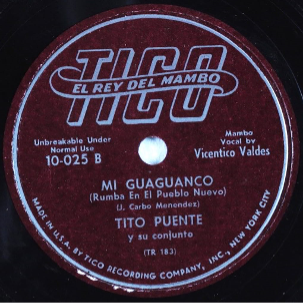 TICO
EL REY DEL MAMBO
Unbreakable Under
Normal Use
10-025 B
Mambo
Vocal by
Vicentico Valdes
MI GUAGUANCO
(Rumba En El Pueblo Nuevo)
(J. Carbo Menendez)
TITO PUENTE
y su conjunto
(TR 183)
MADE IN U.S.A. BY TICO RECORDING COMPANY, INC., NEW YORK CITY